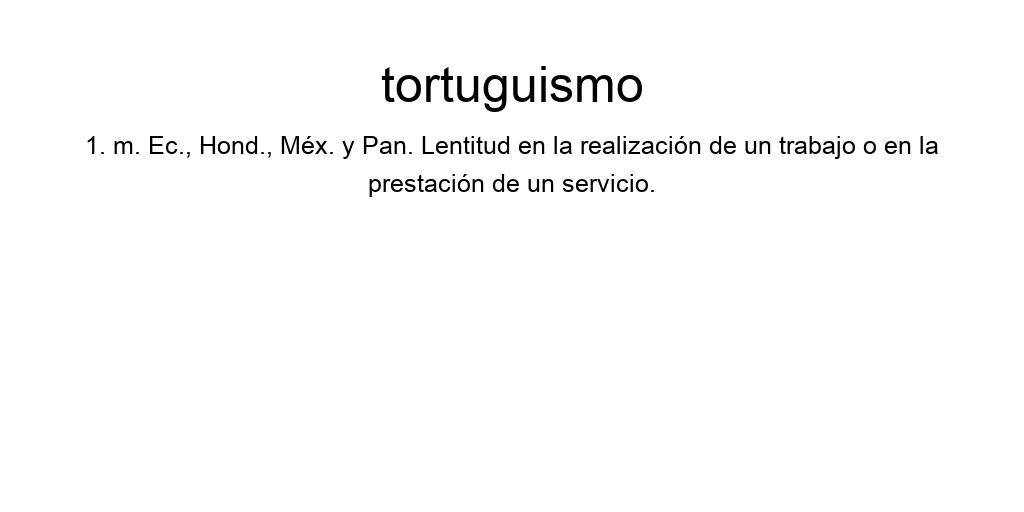 tortuguismo
1. m. Ec., Hond., Méx. y Pan. Lentitud en la realización de un trabajo o en la
prestación de un servicio.